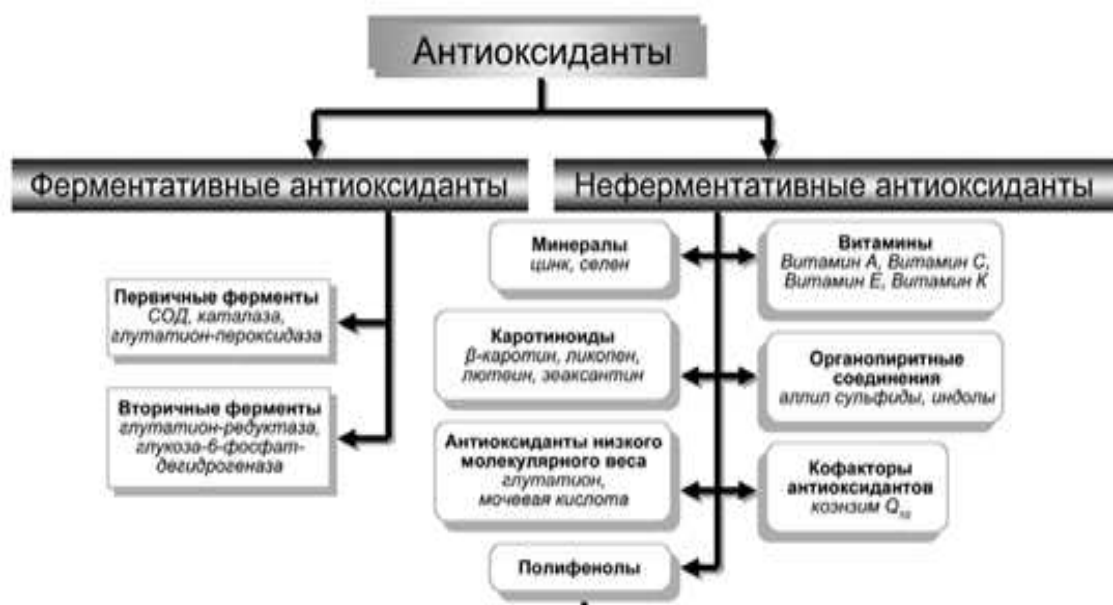 Антиоксиданты
Ферментативные антиоксиданты
Первичные ферменты
СОД, каталаза,
глутатион-пероксидаза
Вторичные ферменты
глутатион-редуктаза,
глукоза-6-фосфат-
дегидрогеназа
Неферментативные антиоксиданты
Минералы
цинк, селен
Витамины
Витамин А, Витамин С,
Витамин Е, Витамин К
Каротиноиды
β-каротин, ликопен,
лютеин, зеаксантин
Органопиритные
соединения
аллил сульфиды, индолы
Антиоксиданты низкого
молекулярного веса
глутатион,
мочевая кислота
Кофакторы
антиоксидантов
коэнзим Q₁₀
Полифенолы